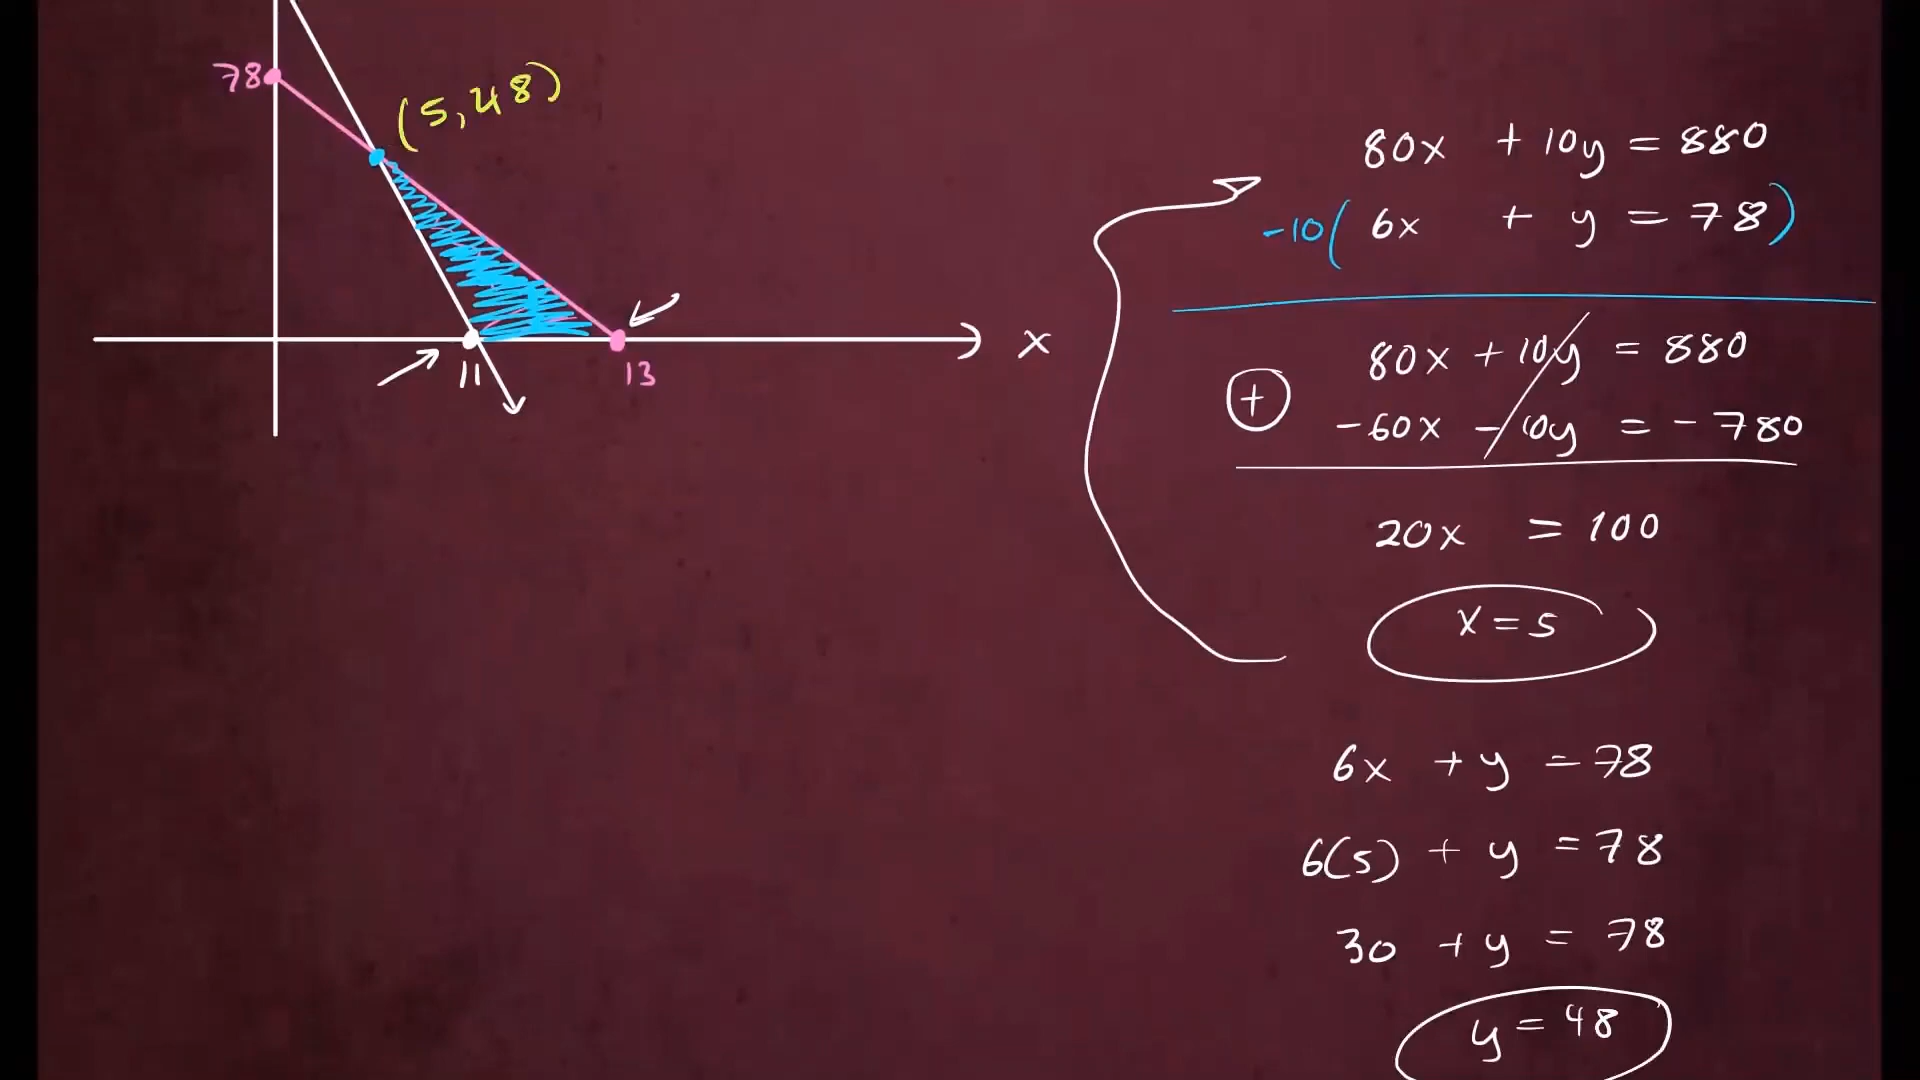 78
(5,48)
x
11
13
80x + 10y = 880
-10( 6x + y = 78)
80x + 10y = 880
+
-60x - 10y = - 780
20x = 100
x = 5
6x + y = 78
6(5) + y = 78
30 + y = 78
y = 48